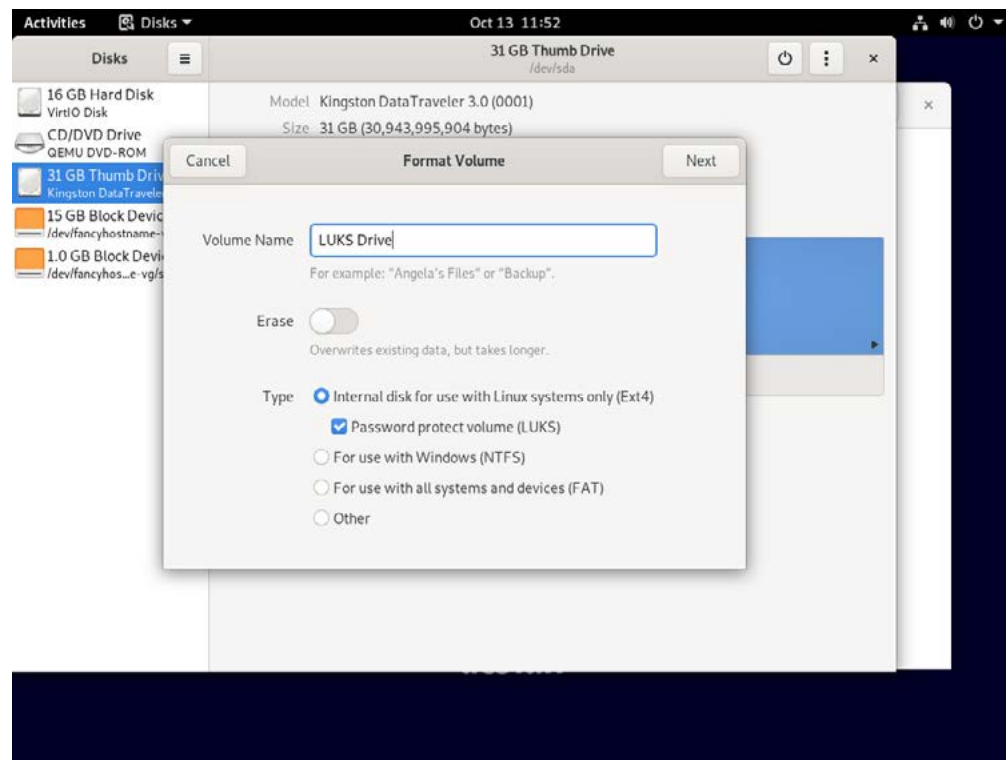 Activities Disks Oct 13 11:52
Disks
31 GB Thumb Drive
/dev/sda
16 GB Hard Disk
VirtIO Disk
CD/DVD Drive
QEMU DVD-ROM
31 GB Thumb Driv
Kingston DataTravele
15 GB Block Devic
/dev/fancyhostname-
1.0 GB Block Devi
/dev/fancyhos...e-vg/s
Model Kingston DataTraveler 3.0 (0001)
Size 31 GB (30,943,995,904 bytes)
Cancel Format Volume Next
Volume Name LUKS Drive
For example: "Angela's Files" or "Backup".
Erase
Overwrites existing data, but takes longer.
Type Internal disk for use with Linux systems only (Ext4)
Password protect volume (LUKS)
For use with Windows (NTFS)
For use with all systems and devices (FAT)
Other